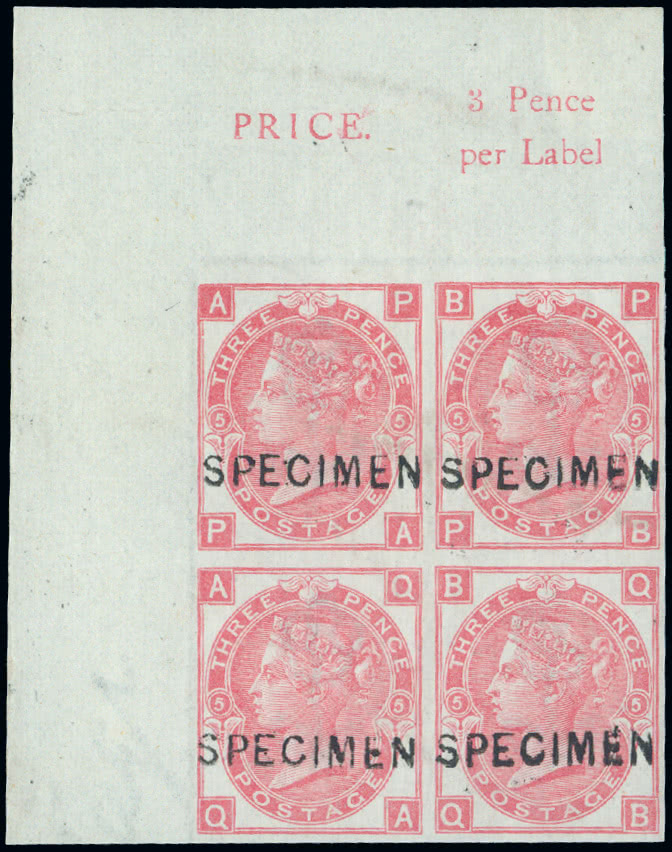 PRICE.
3 Pence
per Label
A P B P
THREE PENCE THREE PENCE
5 5 5 5
SPECIMEN SPECIMEN
POSTAGE POSTAGE
P A P B
A Q B Q
THREE PENCE THREE PENCE
5 5 5 5
SPECIMEN SPECIMEN
POSTAGE POSTAGE
Q A Q B